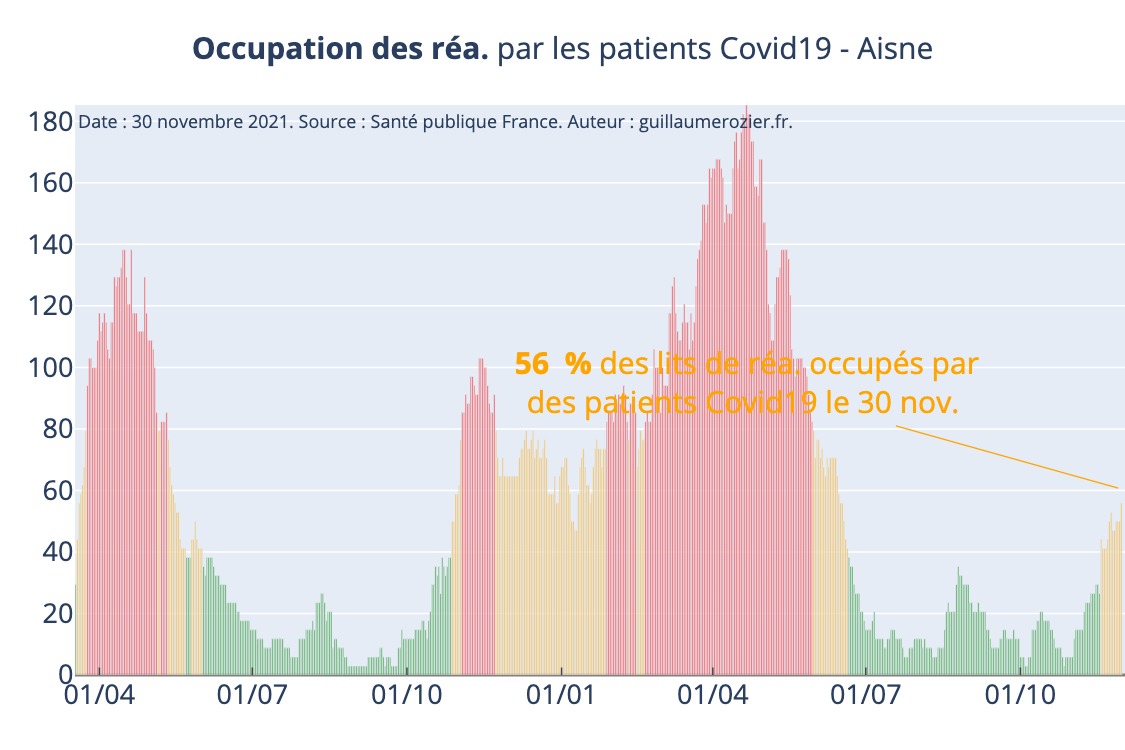 Occupation des réa. par les patients Covid19 - Aisne
180
Date : 30 novembre 2021. Source : Santé publique France. Auteur : guillaumerozier.fr.
160
140
120
100
56 % des lits de réa. occupés par
des patients Covid19 le 30 nov.
80
60
40
20
0
01/04 01/07 01/10 01/01 01/04 01/07 01/10